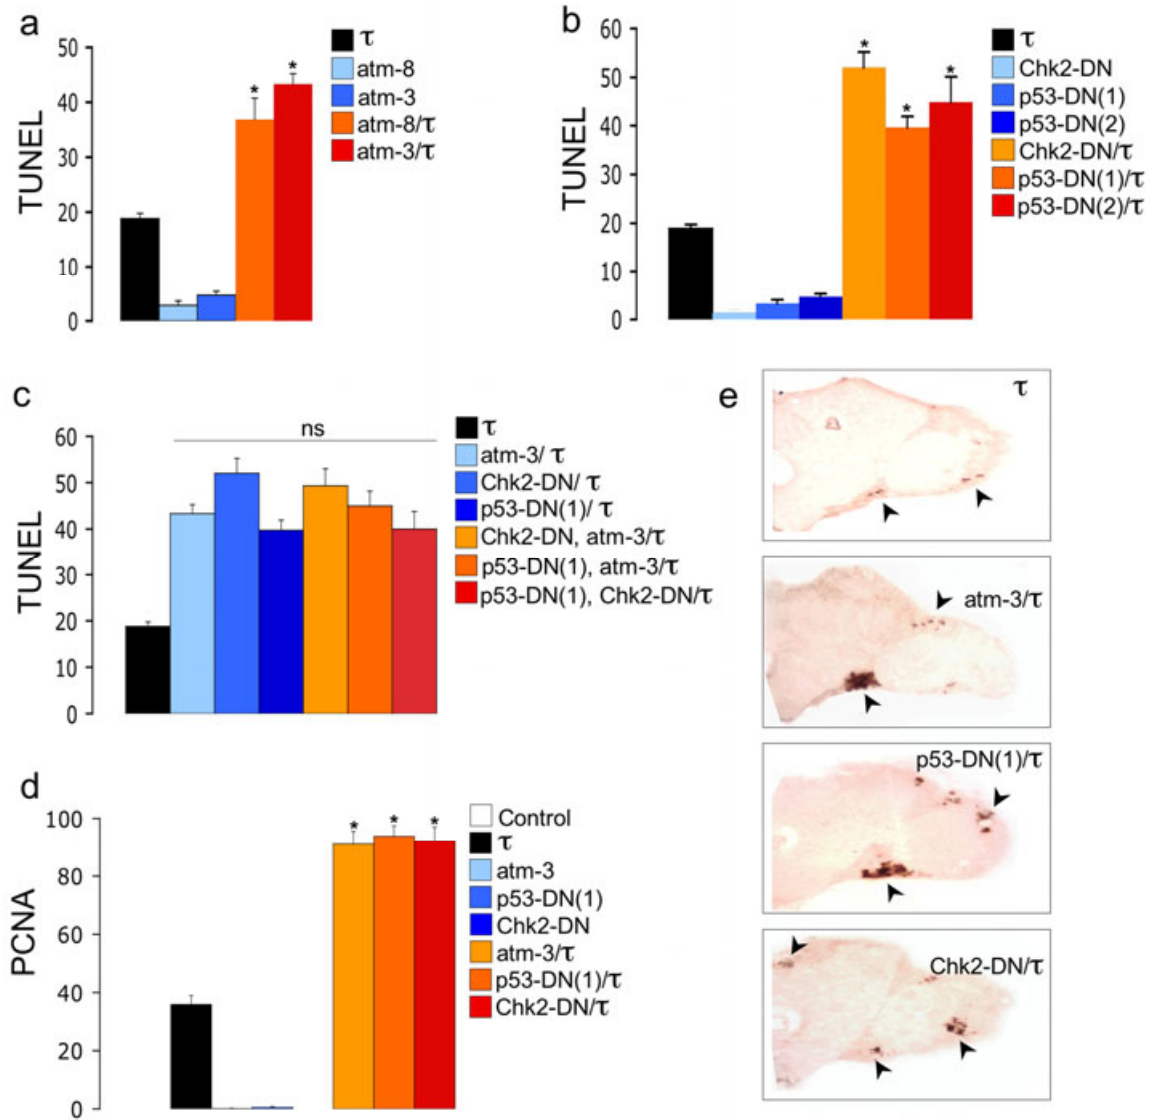 a
50
40
30
20
10
0
TUNEL
τ
atm-8
atm-3
atm-8/τ
atm-3/τ
*
*
b
60
50
40
30
20
10
0
TUNEL
τ
Chk2-DN
p53-DN(1)
p53-DN(2)
Chk2-DN/τ
p53-DN(1)/τ
p53-DN(2)/τ
*
*
*
c
60
50
40
30
20
10
0
TUNEL
ns
τ
atm-3/ τ
Chk2-DN/ τ
p53-DN(1)/ τ
Chk2-DN, atm-3/τ
p53-DN(1), atm-3/τ
p53-DN(1), Chk2-DN/τ
d
100
80
60
40
20
0
PCNA
* * *
Control
τ
atm-3
p53-DN(1)
Chk2-DN
atm-3/τ
p53-DN(1)/τ
Chk2-DN/τ
e
τ
atm-3/τ
p53-DN(1)/τ
Chk2-DN/τ